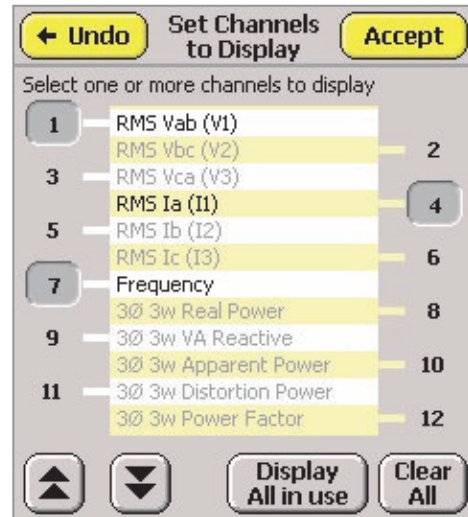 ← Undo
Set Channels
to Display
Accept
Select one or more channels to display
1 RMS Vab (V1)
RMS Vbc (V2) 2
3 RMS Vca (V3)
RMS Ia (I1) 4
5 RMS Ib (I2)
RMS Ic (I3) 6
7 Frequency
3Ø 3w Real Power 8
9 3Ø 3w VA Reactive
3Ø 3w Apparent Power 10
11 3Ø 3w Distortion Power
3Ø 3w Power Factor 12
Display
All in use
Clear
All